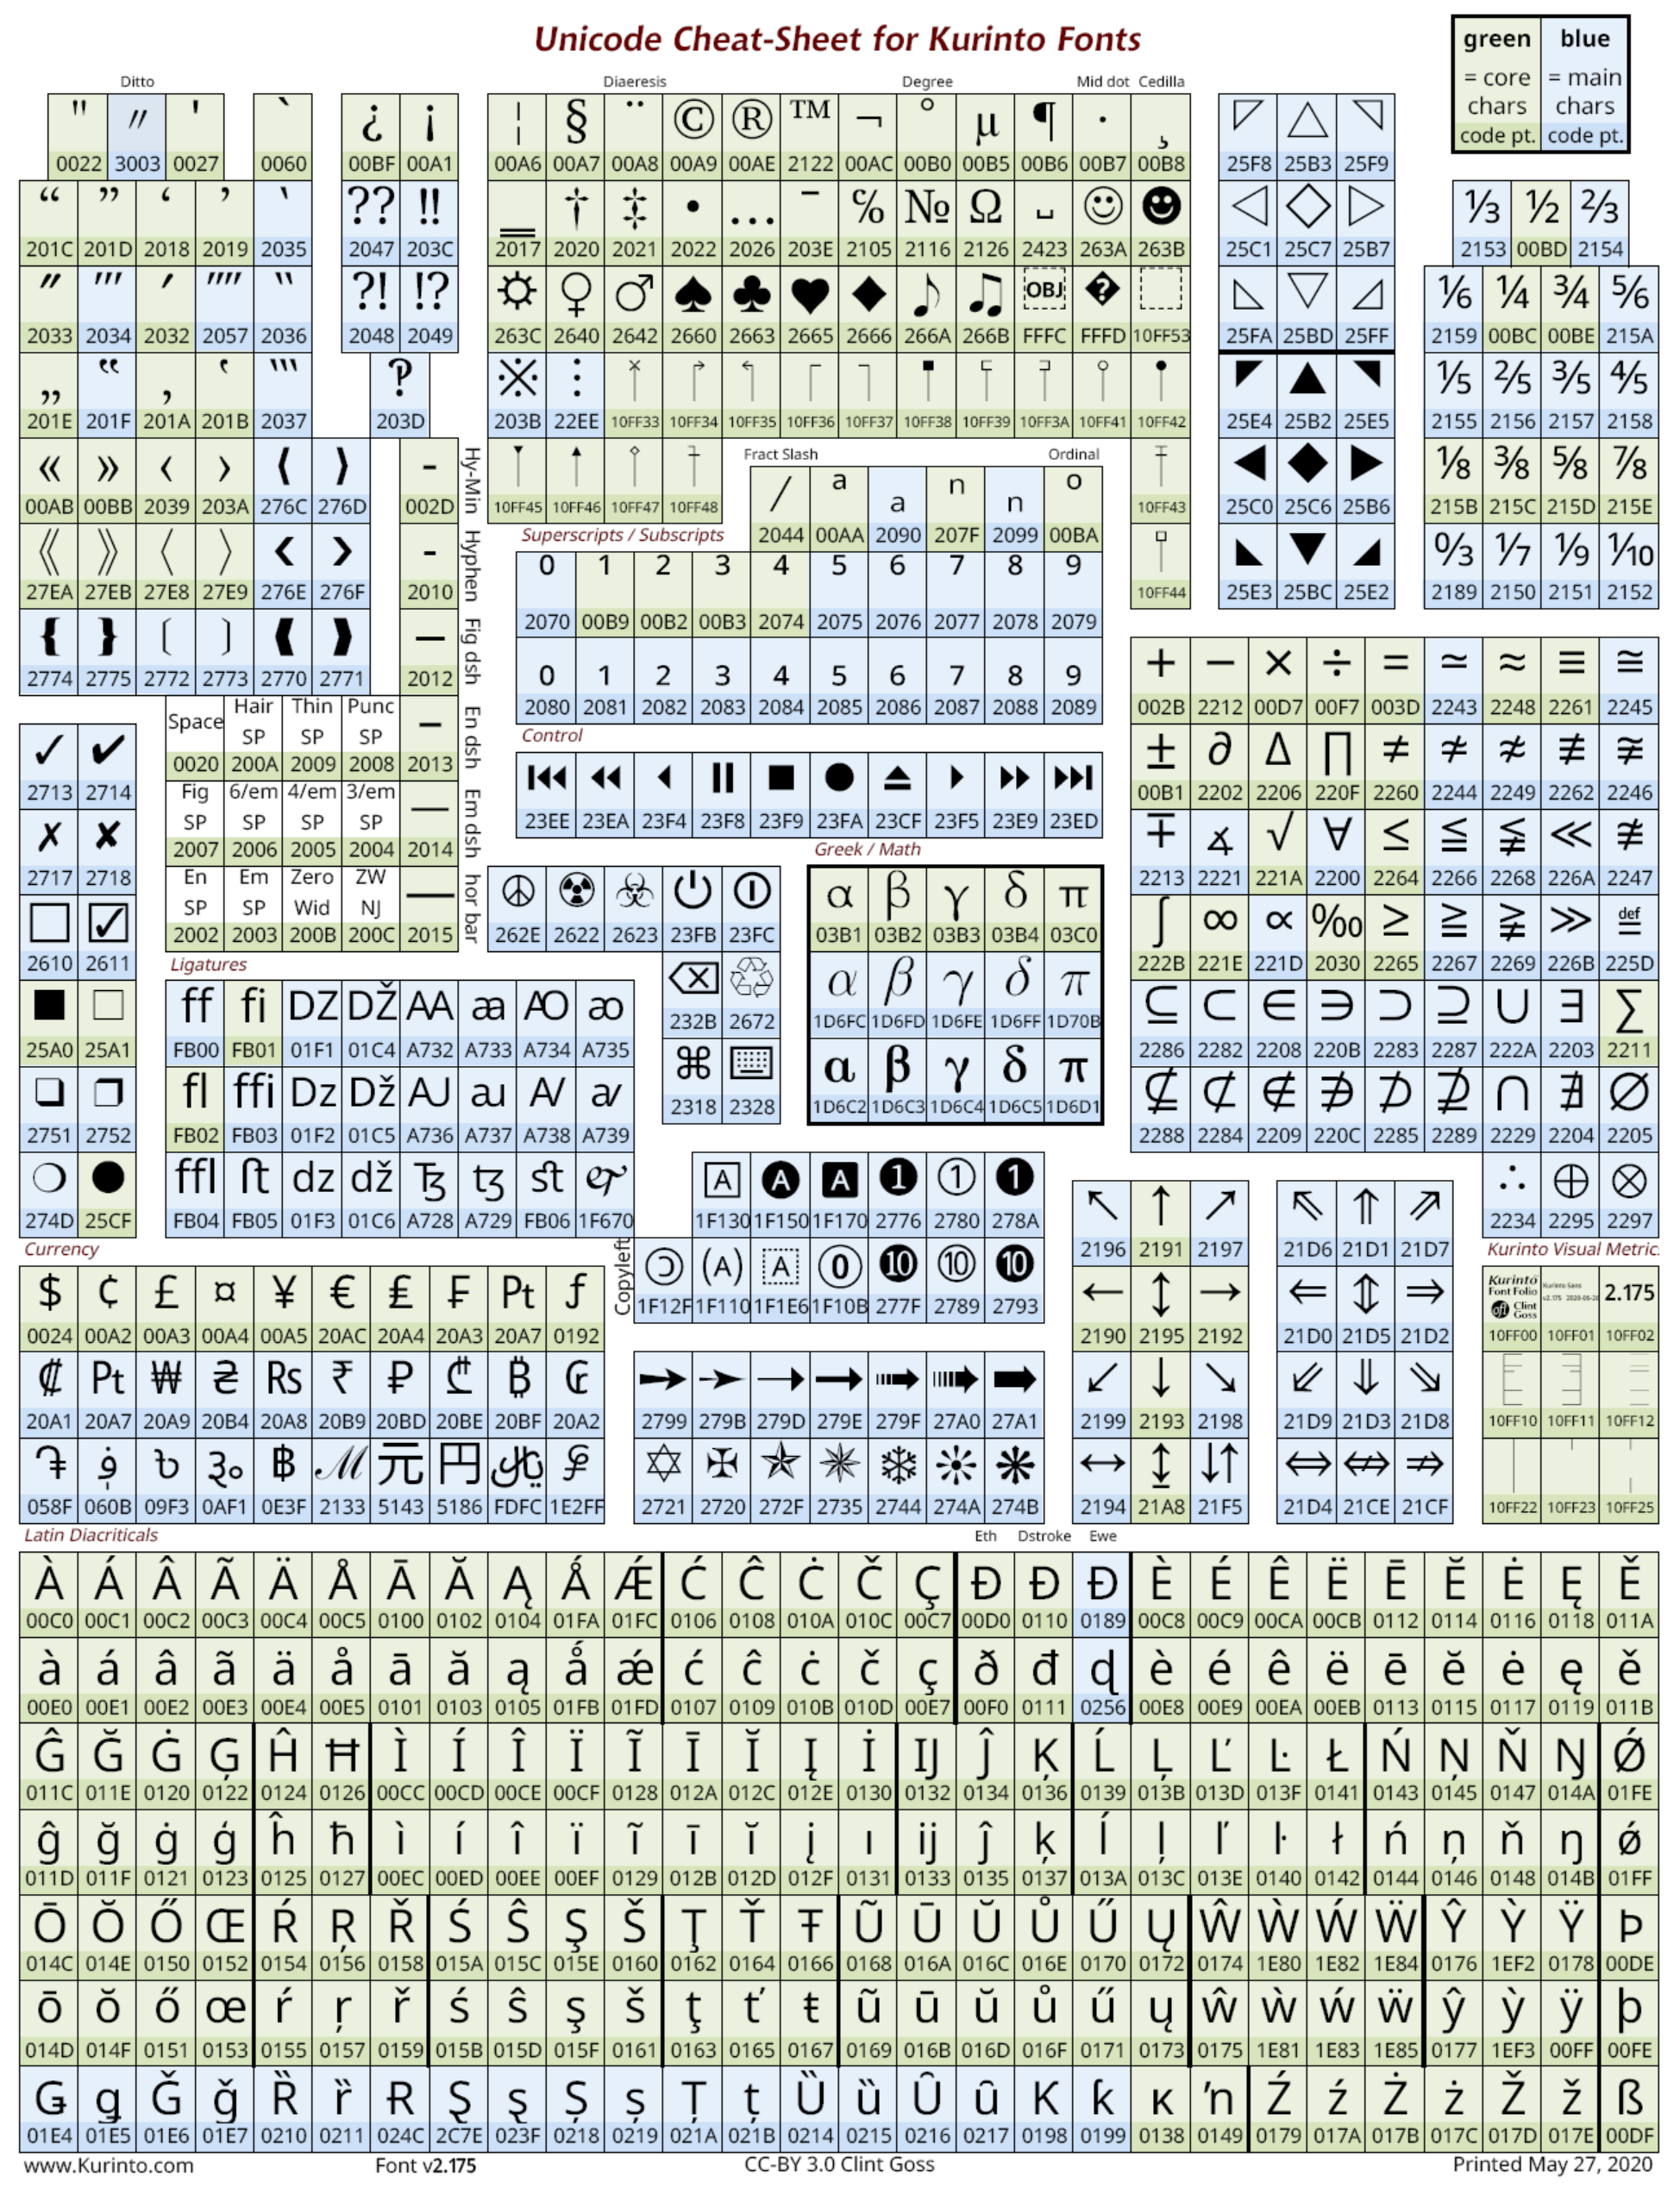 Unicode Cheat-Sheet for Kurinto Fonts
green blue
= core = main
chars chars
code pt. code pt.
Ditto
" 〃 ' `
0022 3003 0027 0060
“ ” ‘ ’ ‵
201C 201D 2018 2019 2035
″ ‴ ′ ⁗ ‶
2033 2034 2032 2057 2036
„ ‟ ‚ ‛ ‷
201E 201F 201A 201B 2037
« » ‹ › ❬ ❭
00AB 00BB 2039 203A 276C 276D
⟪ ⟫ ⟨ ⟩ ❮ ❯
27EA 27EB 27E8 27E9 276E 276F
❴ ❵ ❲ ❳ ❰ ❱
2774 2775 2772 2773 2770 2771
¿ ¡
00BF 00A1
⁇ ‼
2047 203C
⁈ ⁉
2048 2049
‽
203D
Hy-Min
-
002D
Hyphen
‐
2010
Fig dsh
‒
2012
En dsh
–
2013
Em dsh
—
2014
hor bar
―
2015
Diaeresis Degree Mid dot Cedilla
¦ § ¨ © ® ™ ¬ ° µ ¶ · ¸
00A6 00A7 00A8 00A9 00AE 2122 00AC 00B0 00B5 00B6 00B7 00B8
‗ † ‡ • … ‾ ℅ № Ω ␣ ☺ ☻
2017 2020 2021 2022 2026 203E 2105 2116 2126 2423 263A 263B
☼ ♀ ♂ ♠ ♣ ♥ ♦ ♪ ♫ OBJ �
263C 2640 2642 2660 2663 2665 2666 266A 266B FFFC FFFD 10FF53
※ ⋮
203B 22EE 10FF33 10FF34 10FF35 10FF36 10FF37 10FF38 10FF39 10FF3A 10FF41 10FF42
10FF45 10FF46 10FF47 10FF48 10FF43
10FF44
Fract Slash Ordinal
⁄ ª ₐ ⁿ ₙ º
2044 00AA 2090 207F 2099 00BA
Superscripts / Subscripts
0 1 2 3 4 5 6 7 8 9
2070 00B9 00B2 00B3 2074 2075 2076 2077 2078 2079
0 1 2 3 4 5 6 7 8 9
2080 2081 2082 2083 2084 2085 2086 2087 2088 2089
Control
⏮ ⏪ ⏴ ⏸ ⏹ ⏺ ⏏ ⏵ ⏩ ⏭
23EE 23EA 23F4 23F8 23F9 23FA 23CF 23F5 23E9 23ED
◸ △ ◹
25F8 25B3 25F9
◁ ◇ ▷
25C1 25C7 25B7
◺ ▽ ◿
25FA 25BD 25FF
◤ ▲ ◥
25E4 25B2 25E5
◀ ◆ ▶
25C0 25C6 25B6
◣ ▼ ◢
25E3 25BC 25E2
⅓ ½ ⅔
2153 00BD 2154
⅙ ¼ ¾ ⅚
2159 00BC 00BE 215A
⅕ ⅖ ⅗ ⅘
2155 2156 2157 2158
⅛ ⅜ ⅝ ⅞
215B 215C 215D 215E
↉ ⅐ ⅑ ⅒
2189 2150 2151 2152
✓ ✔
2713 2714
✗ ✘
2717 2718
☐ ☑
2610 2611
■ □
25A0 25A1
❑ ❒
2751 2752
❍ ●
274D 25CF
Space Hair SP Thin SP Punc SP
0020 200A 2009 2008
Fig SP 6/em SP 4/em SP 3/em SP
2007 2006 2005 2004
En SP Em SP Zero Wid ZW NJ
2002 2003 200B 200C
Ligatures
ﬀ ﬁ Ǳ Ǆ Ꜳ ꜳ Ꜵ ꜵ
FB00 FB01 01F1 01C4 A732 A733 A734 A735
ﬂ ﬃ ǲ ǅ Ꜷ ꜷ Ꜹ ꜹ
FB02 FB03 01F2 01C5 A736 A737 A738 A739
ﬄ ﬅ ǳ ǆ Ꜩ ꜩ ﬆ 🙰
FB04 FB05 01F3 01C6 A728 A729 FB06 1F670
☮ ☢ ☣ ⏻ ⏼
262E 2622 2623 23FB 23FC
⌫ ♲
232B 2672
⌘ ⌨
2318 2328
Greek / Math
α β γ δ π
03B1 03B2 03B3 03B4 03C0
𝛼 𝛽 𝛾 𝛿 𝜋
1D6FC 1D6FD 1D6FE 1D6FF 1D70B
𝛂 𝛃 𝛄 𝛅 𝛑
1D6C2 1D6C3 1D6C4 1D6C5 1D6D1
+ − × ÷ = ≃ ≈ ≡ ≅
002B 2212 00D7 00F7 003D 2243 2248 2261 2245
± ∂ ∆ ∏ ≠ ≄ ≉ ≢ ≆
00B1 2202 2206 220F 2260 2244 2249 2262 2246
∓ ∡ √ ∀ ≤ ≦ ≨ ≪ ≇
2213 2221 221A 2200 2264 2266 2268 226A 2247
∫ ∞ ∝ ‰ ≥ ≧ ≩ ≫ ≝
222B 221E 221D 2030 2265 2267 2269 226B 225D
⊆ ⊂ ∈ ∋ ⊃ ⊇ ∪ ∃ ∑
2286 2282 2208 220B 2283 2287 222A 2203 2211
⊈ ⊄ ∉ ∌ ⊅ ⊉ ∩ ∄ ∅
2288 2284 2209 220C 2285 2289 2229 2204 2205
∴ ⊕ ⊗
2234 2295 2297
🄰 🅐 🅰 ❶ ➀ ➊
1F130 1F150 1F170 2776 2780 278A
Copyleft
🄯 🄐 🇦 🄋 ❿ ➉ ➓
1F12F 1F110 1F1E6 1F10B 277F 2789 2793
➙ ➛ ➝ ➞ ➟ ➠ ➡
2799 279B 279D 279E 279F 27A0 27A1
✡ ✠ ✯ ✵ ❄ ❊ ❋
2721 2720 272F 2735 2744 274A 274B
↖ ↑ ↗
2196 2191 2197
← ↕ →
2190 2195 2192
↙ ↓ ↘
2199 2193 2198
↔ ↨ ⇵
2194 21A8 21F5
⇖ ⇑ ⇗
21D6 21D1 21D7
⇐ ⇕ ⇒
21D0 21D5 21D2
⇙ ⇓ ⇘
21D9 21D3 21D8
⇔ ⇎ ⇏
21D4 21CE 21CF
Kurinto Visual Metric
Kurinto Font Folio Clint Goss Kurinto Sans 2.175
10FF00 10FF01 10FF02
10FF10 10FF11 10FF12
10FF22 10FF23 10FF25
Currency
$ ¢ £ ¤ ¥ € ₤ ₣ ₧ ƒ
0024 00A2 00A3 00A4 00A5 20AC 20A4 20A3 20A7 0192
₡ ₧ ₩ ₴ ₨ ₹ ₽ ₾ ₿ ₢
20A1 20A7 20A9 20B4 20A8 20B9 20BD 20BE 20BF 20A2
֏ ؋ ৳ ૱ ฿ ℳ 元 円 ﷼ 𞋿
058F 060B 09F3 0AF1 0E3F 2133 5143 5186 FDFC 1E2FF
Latin Diacriticals
Eth Dstroke Ewe
À Á Â Ã Ä Å Ā Ă Ą Ǻ Ǽ Ć Ĉ Ċ Č Ç Ð Đ Ɖ È É Ê Ë Ē Ĕ Ė Ę Ě
00C0 00C1 00C2 00C3 00C4 00C5 0100 0102 0104 01FA 01FC 0106 0108 010A 010C 00C7 00D0 0110 0189 00C8 00C9 00CA 00CB 0112 0114 0116 0118 011A
à á â ã ä å ā ă ą ǻ ǽ ć ĉ ċ č ç ð đ ɖ è é ê ë ē ĕ ė ę ě
00E0 00E1 00E2 00E3 00E4 00E5 0101 0103 0105 01FB 01FD 0107 0109 010B 010D 00E7 00F0 0111 0256 00E8 00E9 00EA 00EB 0113 0115 0117 0119 011B
Ĝ Ğ Ġ Ģ Ĥ Ħ Ì Í Î Ï Ĩ Ī Ĭ Į İ Ĳ Ĵ Ķ Ĺ Ļ Ľ Ŀ Ł Ń Ņ Ň Ŋ Ǿ
011C 011E 0120 0122 0124 0126 00CC 00CD 00CE 00CF 0128 012A 012C 012E 0130 0132 0134 0136 0139 013B 013D 013F 0141 0143 0145 0147 014A 01FE
ĝ ğ ġ ģ ĥ ħ ì í î ï ĩ ī ĭ į ı ĳ ĵ ķ ĺ ļ ľ ŀ ł ń ņ ň ŋ ǿ
011D 011F 0121 0123 0125 0127 00EC 00ED 00EE 00EF 0129 012B 012D 012F 0131 0133 0135 0137 013A 013C 013E 0140 0142 0144 0146 0148 014B 01FF
Ō Ŏ Ő Œ Ŕ Ŗ Ř Ś Ŝ Ş Š Ţ Ť Ŧ Ũ Ū Ŭ Ů Ű Ų Ŵ Ẁ Ẃ Ẅ Ŷ Ỳ Ÿ Þ
014C 014E 0150 0152 0154 0156 0158 015A 015C 015E 0160 0162 0164 0166 0168 016A 016C 016E 0170 0172 0174 1E80 1E82 1E84 0176 1EF2 0178 00DE
ō ŏ ő œ ŕ ŗ ř ś ŝ ş š ţ ť ŧ ũ ū ŭ ů ű ų ŵ ẁ ẃ ẅ ŷ ỳ ÿ þ
014D 014F 0151 0153 0155 0157 0159 015B 015D 015F 0161 0163 0165 0167 0169 016B 016D 016F 0171 0173 0175 1E81 1E83 1E85 0177 1EF3 00FF 00FE
Ǥ ǥ Ǧ ǧ Ȑ ȑ Ɍ Ȿ ȿ Ș ș Ț ț Ȕ ȕ Ȗ ȗ Ƙ ƙ ĸ ŉ Ź ź Ż ż Ž ž ß
01E4 01E5 01E6 01E7 0210 0211 024C 2C7E 023F 0218 0219 021A 021B 0214 0215 0216 0217 0198 0199 0138 0149 0179 017A 017B 017C 017D 017E 00DF
www.Kurinto.com Font v2.175 CC-BY 3.0 Clint Goss Printed May 27, 2020